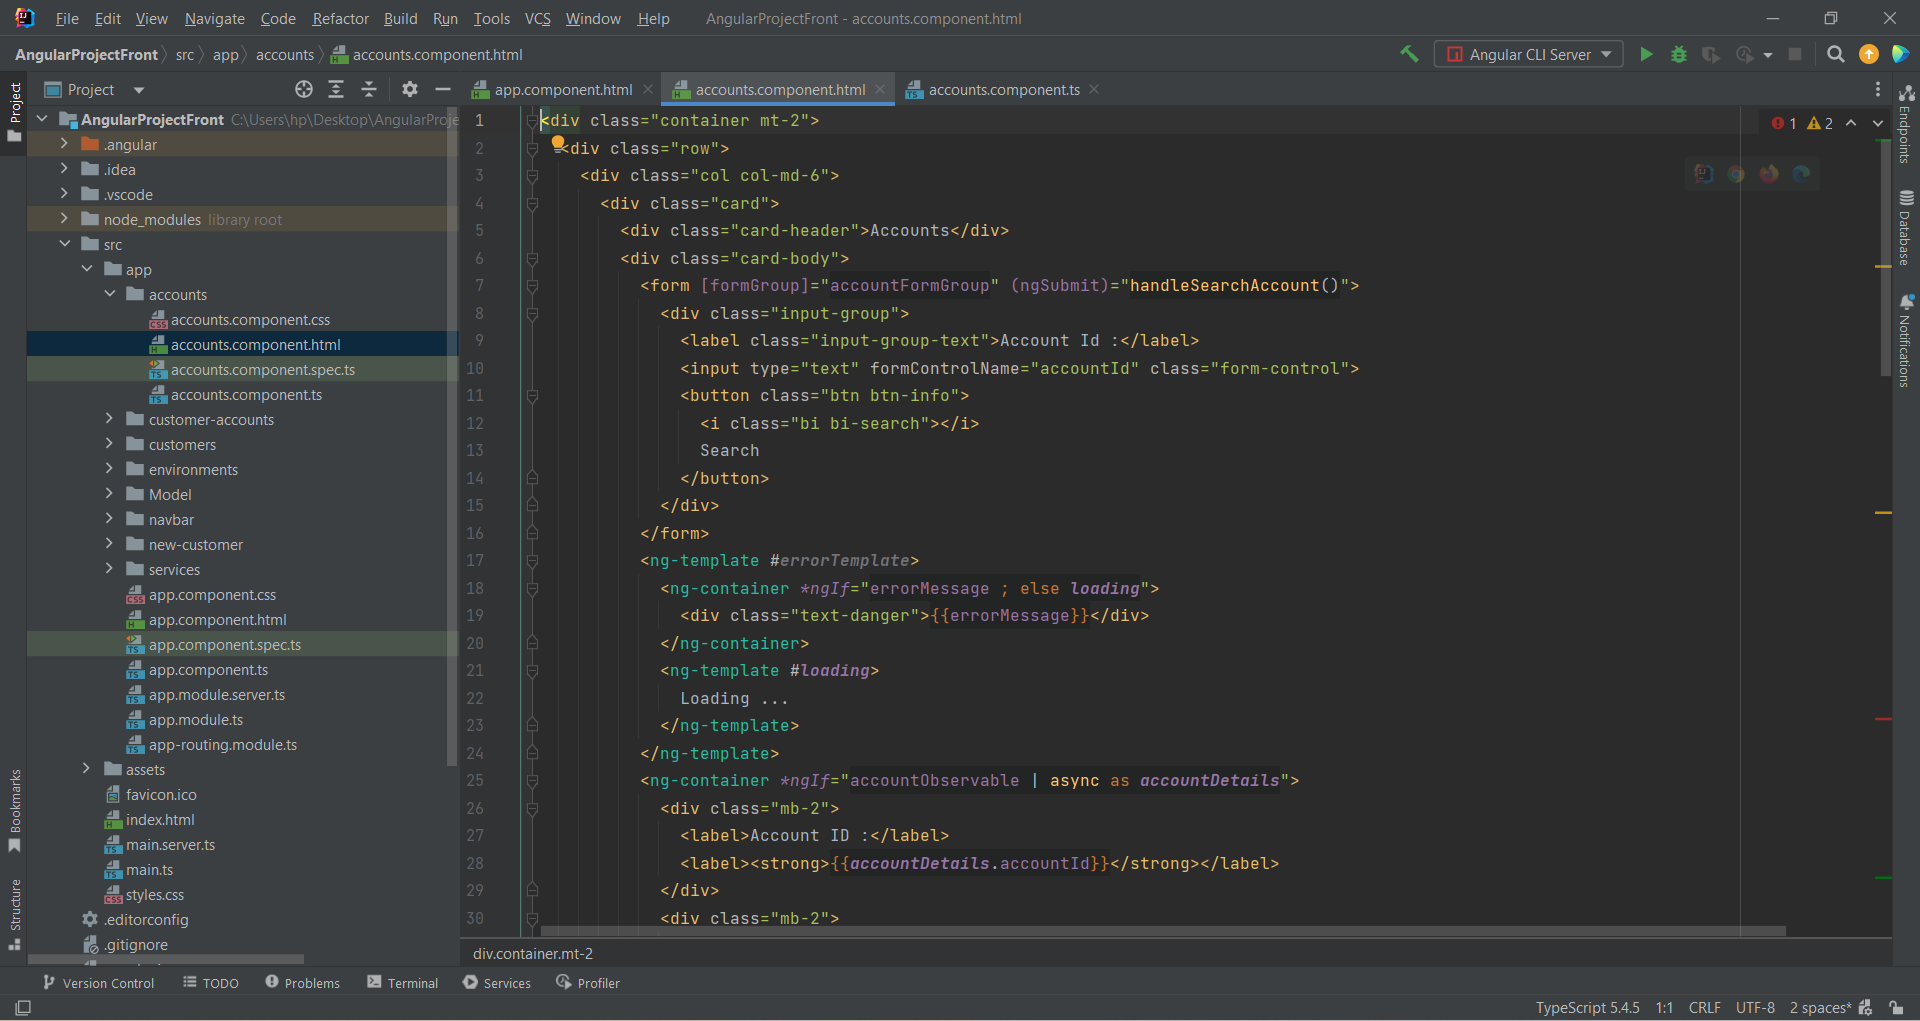 File Edit View Navigate Code Refactor Build Run Tools VCS Window Help AngularProjectFront - accounts.component.html
AngularProjectFront src app accounts accounts.component.html Angular CLI Server
Project
app.component.html accounts.component.html accounts.component.ts
AngularProjectFront C:\Users\hp\Desktop\AngularProje
.angular
.idea
.vscode
node_modules library root
src
app
accounts
accounts.component.css
accounts.component.html
accounts.component.spec.ts
accounts.component.ts
customer-accounts
customers
environments
Model
navbar
new-customer
services
app.component.css
app.component.html
app.component.spec.ts
app.component.ts
app.module.server.ts
app.module.ts
app-routing.module.ts
assets
favicon.ico
index.html
main.server.ts
main.ts
styles.css
.editorconfig
.gitignore
1 <div class="container mt-2">
2 <div class="row">
3 <div class="col col-md-6">
4 <div class="card">
5 <div class="card-header">Accounts</div>
6 <div class="card-body">
7 <form [formGroup]="accountFormGroup" (ngSubmit)="handleSearchAccount()">
8 <div class="input-group">
9 <label class="input-group-text">Account Id :</label>
10 <input type="text" formControlName="accountId" class="form-control">
11 <button class="btn btn-info">
12 <i class="bi bi-search"></i>
13 Search
14 </button>
15 </div>
16 </form>
17 <ng-template #errorTemplate>
18 <ng-container *ngIf="errorMessage ; else loading">
19 <div class="text-danger">{{errorMessage}}</div>
20 </ng-container>
21 <ng-template #loading>
22 Loading ...
23 </ng-template>
24 </ng-template>
25 <ng-container *ngIf="accountObservable | async as accountDetails">
26 <div class="mb-2">
27 <label>Account ID :</label>
28 <label><strong>{{accountDetails.accountId}}</strong></label>
29 </div>
30 <div class="mb-2">
1 2
Project
Bookmarks
Structure
Endpoints
Database
Notifications
div.container.mt-2
Version Control TODO Problems Terminal Services Profiler
TypeScript 5.4.5 1:1 CRLF UTF-8 2 spaces*